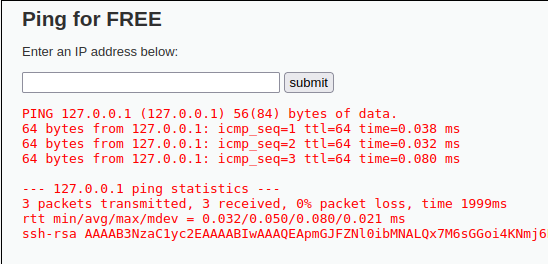 Ping for FREE
Enter an IP address below:
submit
PING 127.0.0.1 (127.0.0.1) 56(84) bytes of data.
64 bytes from 127.0.0.1: icmp_seq=1 ttl=64 time=0.038 ms
64 bytes from 127.0.0.1: icmp_seq=2 ttl=64 time=0.032 ms
64 bytes from 127.0.0.1: icmp_seq=3 ttl=64 time=0.080 ms
--- 127.0.0.1 ping statistics ---
3 packets transmitted, 3 received, 0% packet loss, time 1999ms
rtt min/avg/max/mdev = 0.032/0.050/0.080/0.021 ms
ssh-rsa AAAAB3NzaC1yc2EAAAABIwAAAQEApmGJFZNl0ibMNALQx7M6sGGoi4KNmj6